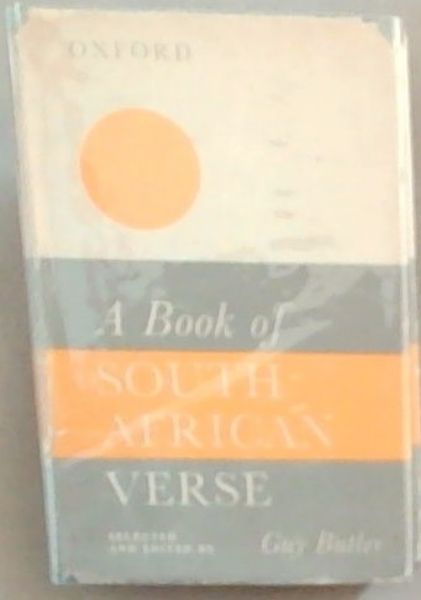 OXFORD
A Book of
SOUTH
AFRICAN
VERSE
SELECTED
AND EDITED BY Guy Butler